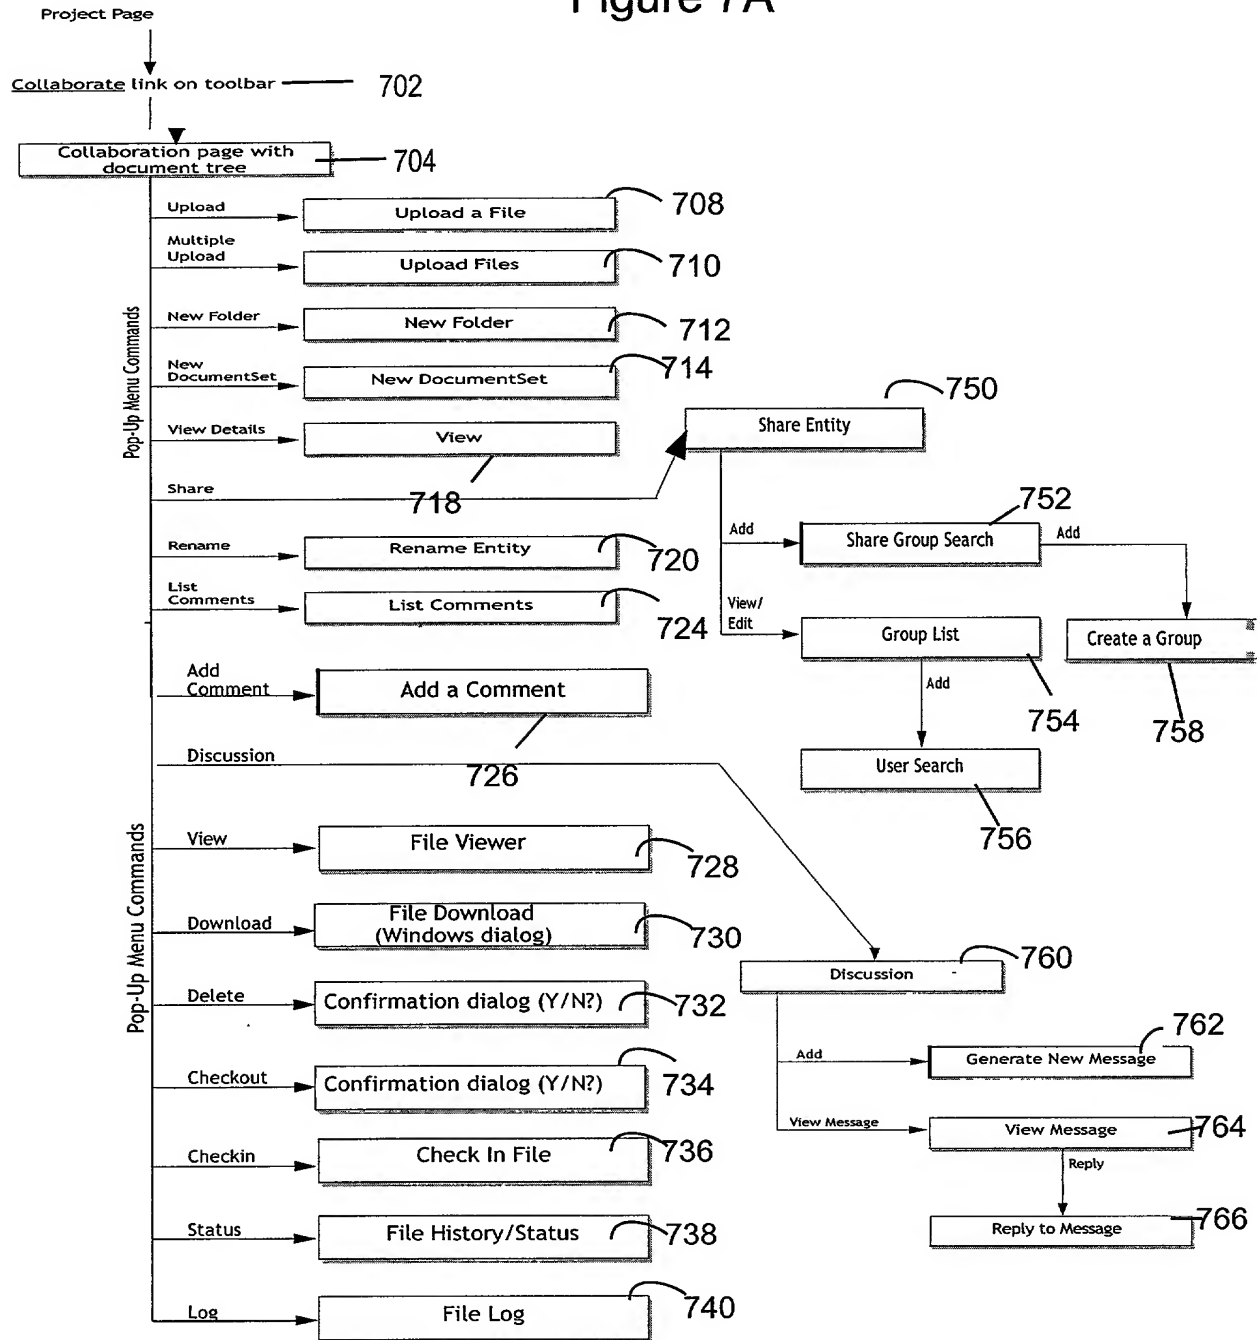 Figure 7A
Project Page
Collaborate link on toolbar
702
Collaboration page with
document tree
704
Pop-Up Menu Commands
Upload
Upload a File
708
Multiple
Upload
Upload Files
710
New Folder
New Folder
712
New
DocumentSet
New DocumentSet
714
View Details
View
718
Share
Share Entity
750
Add
Share Group Search
752
Add
Create a Group
758
View/
Edit
Group List
754
Add
User Search
756
Rename
Rename Entity
720
List
Comments
List Comments
724
Add
Comment
Add a Comment
726
Discussion
Pop-Up Menu Commands
View
File Viewer
728
Download
File Download
(Windows dialog)
730
Delete
Confirmation dialog (Y/N?)
732
Checkout
Confirmation dialog (Y/N?)
734
Checkin
Check In File
736
Status
File History/Status
738
Log
File Log
740
Discussion
760
Add
Generate New Message
762
View Message
View Message
764
Reply
Reply to Message
766